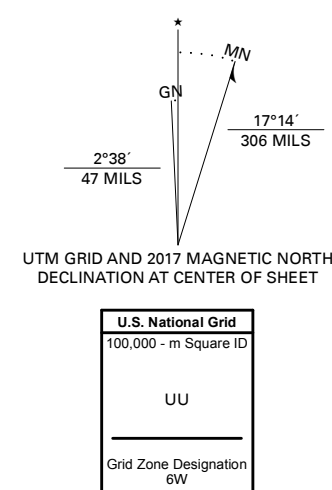 ★
MN
GN
17°14´
306 MILS
2°38´
47 MILS
UTM GRID AND 2017 MAGNETIC NORTH
DECLINATION AT CENTER OF SHEET
U.S. National Grid
100,000 - m Square ID
UU
Grid Zone Designation
6W